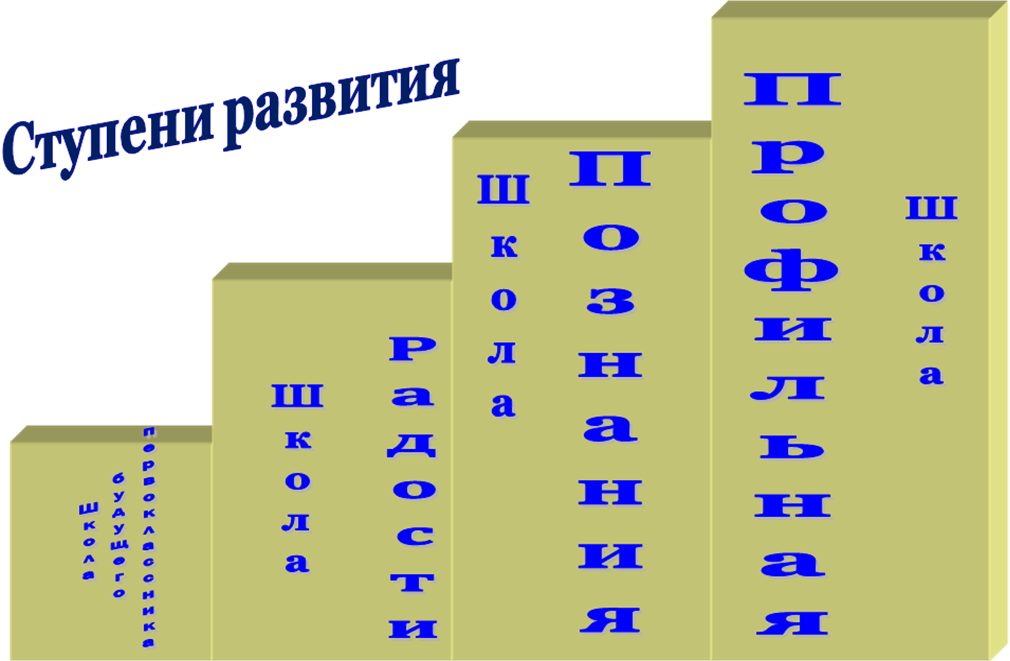 Ступени развития
Школа
будущего
первоклассника
Школа
Радости
Школа
Познания
Профильная
Школа